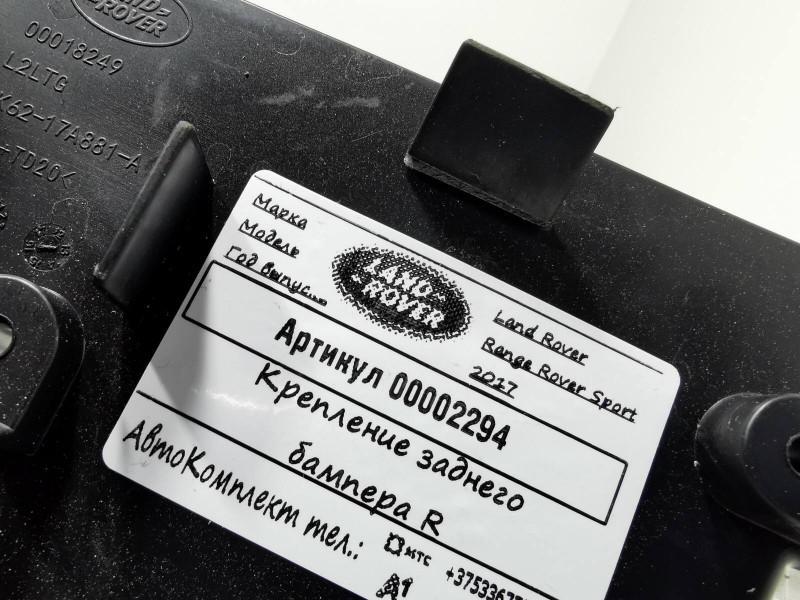 LAND ROVER
00018249
L2LTG
K62-17A881-A
TD20<
Марка
Модель
Год выпус
LAND ROVER
Land Rover
Range Rover Sport
2017
Артикул 00002294
Крепление заднего
бампера R
АвтоКомплект тел.:
мтс
A1